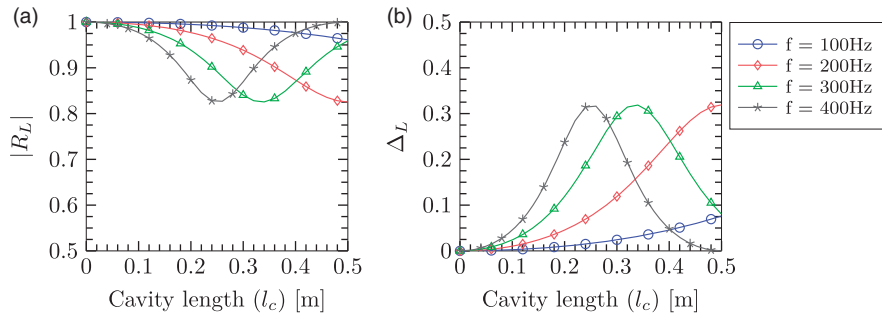 (a)
1
0.9
0.8
0.7
0.6
0.5
|R_L|
0 0.1 0.2 0.3 0.4 0.5
Cavity length (l_c) [m]
(b)
0.5
0.4
0.3
0.2
0.1
0
Δ_L
0 0.1 0.2 0.3 0.4 0.5
Cavity length (l_c) [m]
f = 100Hz
f = 200Hz
f = 300Hz
f = 400Hz